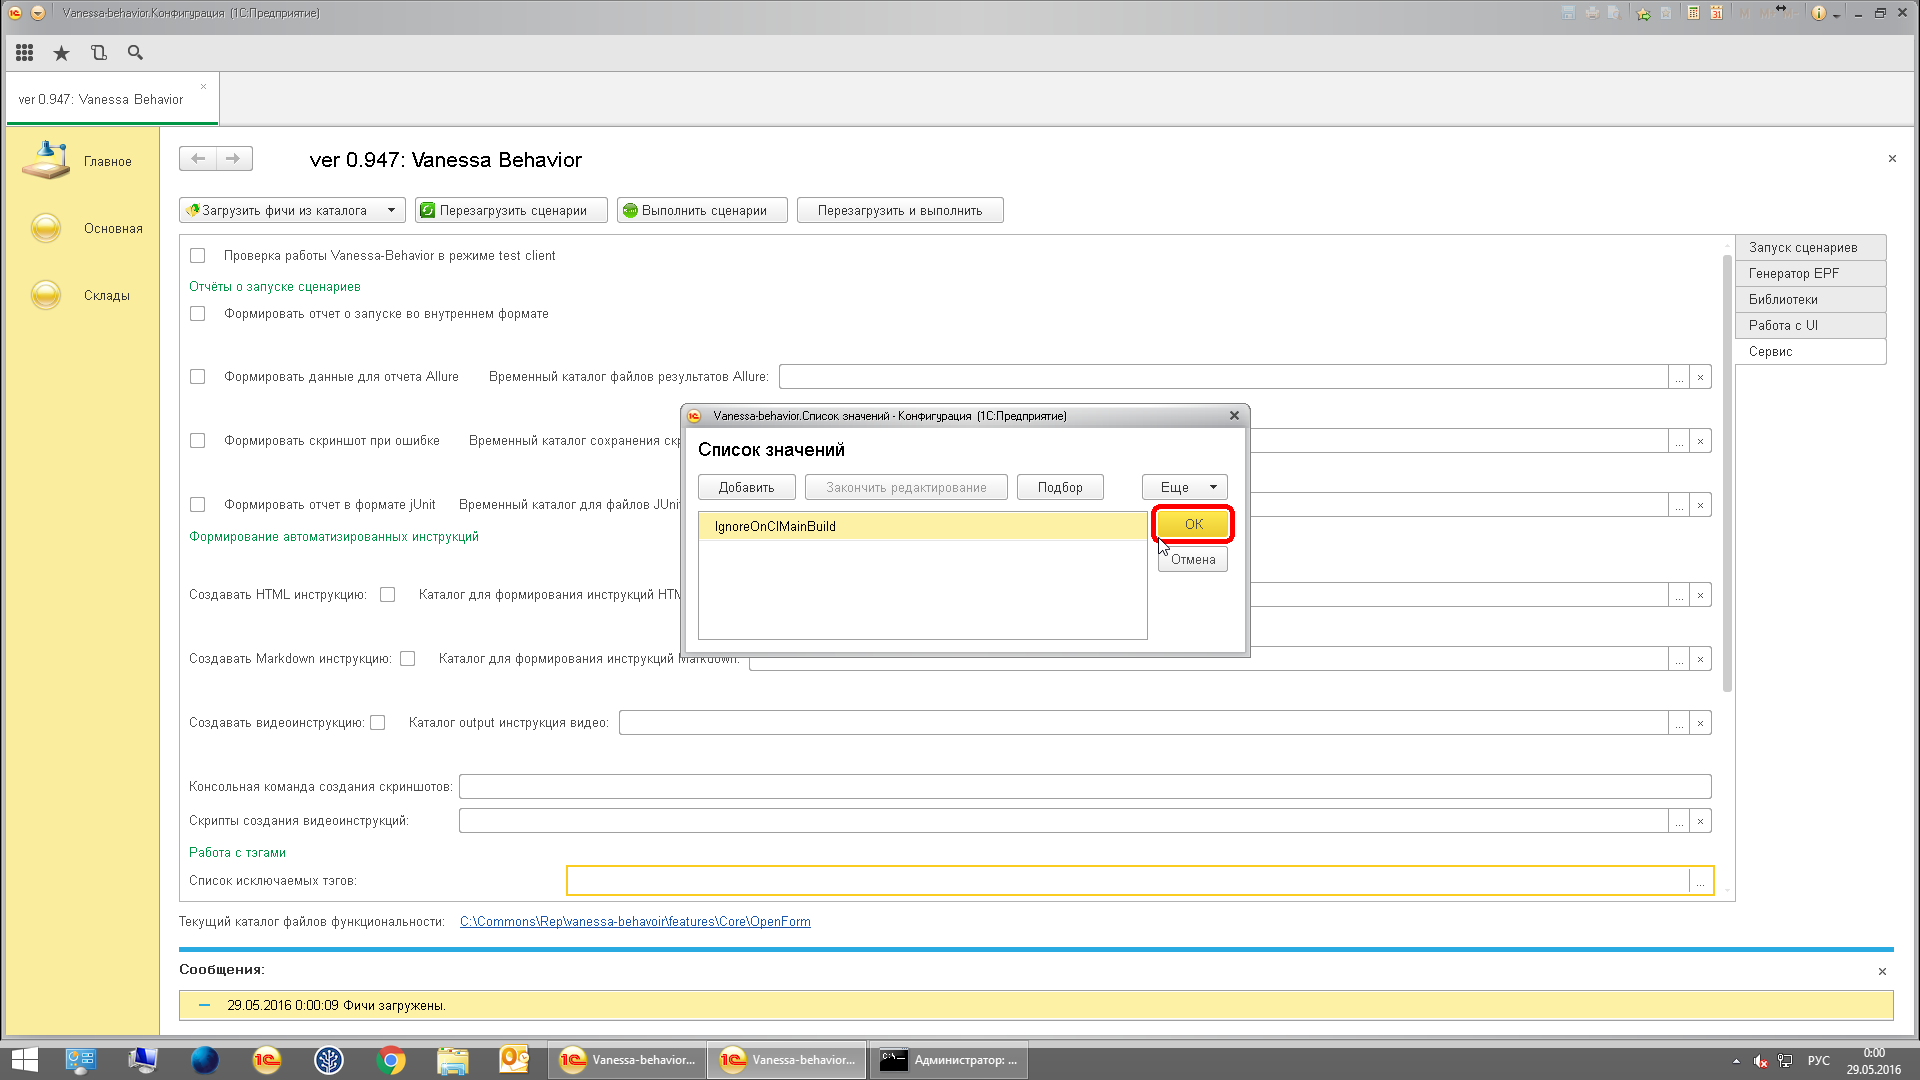 Vanessa-behavior.Конфигурация (1С:Предприятие)
ver 0.947: Vanessa Behavior
Главное
Основная
Склады
ver 0.947: Vanessa Behavior
Загрузить фичи из каталога
Перезагрузить сценарии
Выполнить сценарии
Перезагрузить и выполнить
Проверка работы Vanessa-Behavior в режиме test client
Отчёты о запуске сценариев
Формировать отчет о запуске во внутреннем формате
Формировать данные для отчета Allure
Временный каталог файлов результатов Allure:
Формировать скриншот при ошибке
Временный каталог сохранения скр
Формировать отчет в формате jUnit
Временный каталог для файлов JUni
Формирование автоматизированных инструкций
Создавать HTML инструкцию:
Каталог для формирования инструкций HTM
Создавать Markdown инструкцию:
Каталог для формирования инструкций Markdown:
Создавать видеоинструкцию:
Каталог output инструкция видео:
Консольная команда создания скриншотов:
Скрипты создания видеоинструкций:
Работа с тэгами
Список исключаемых тэгов:
Запуск сценариев
Генератор EPF
Библиотеки
Работа с UI
Сервис
Vanessa-behavior.Список значений - Конфигурация (1С:Предприятие)
Список значений
Добавить
Закончить редактирование
Подбор
Еще
IgnoreOnCIMainBuild
ОК
Отмена
Текущий каталог файлов функциональности:
C:\Commons\Rep\vanessa-behavoir\features\Core\OpenForm
Сообщения:
29.05.2016 0:00:09 Фичи загружены.
Vanessa-behavior...
Vanessa-behavior...
Администратор: ...
РУС
0:00
29.05.2016